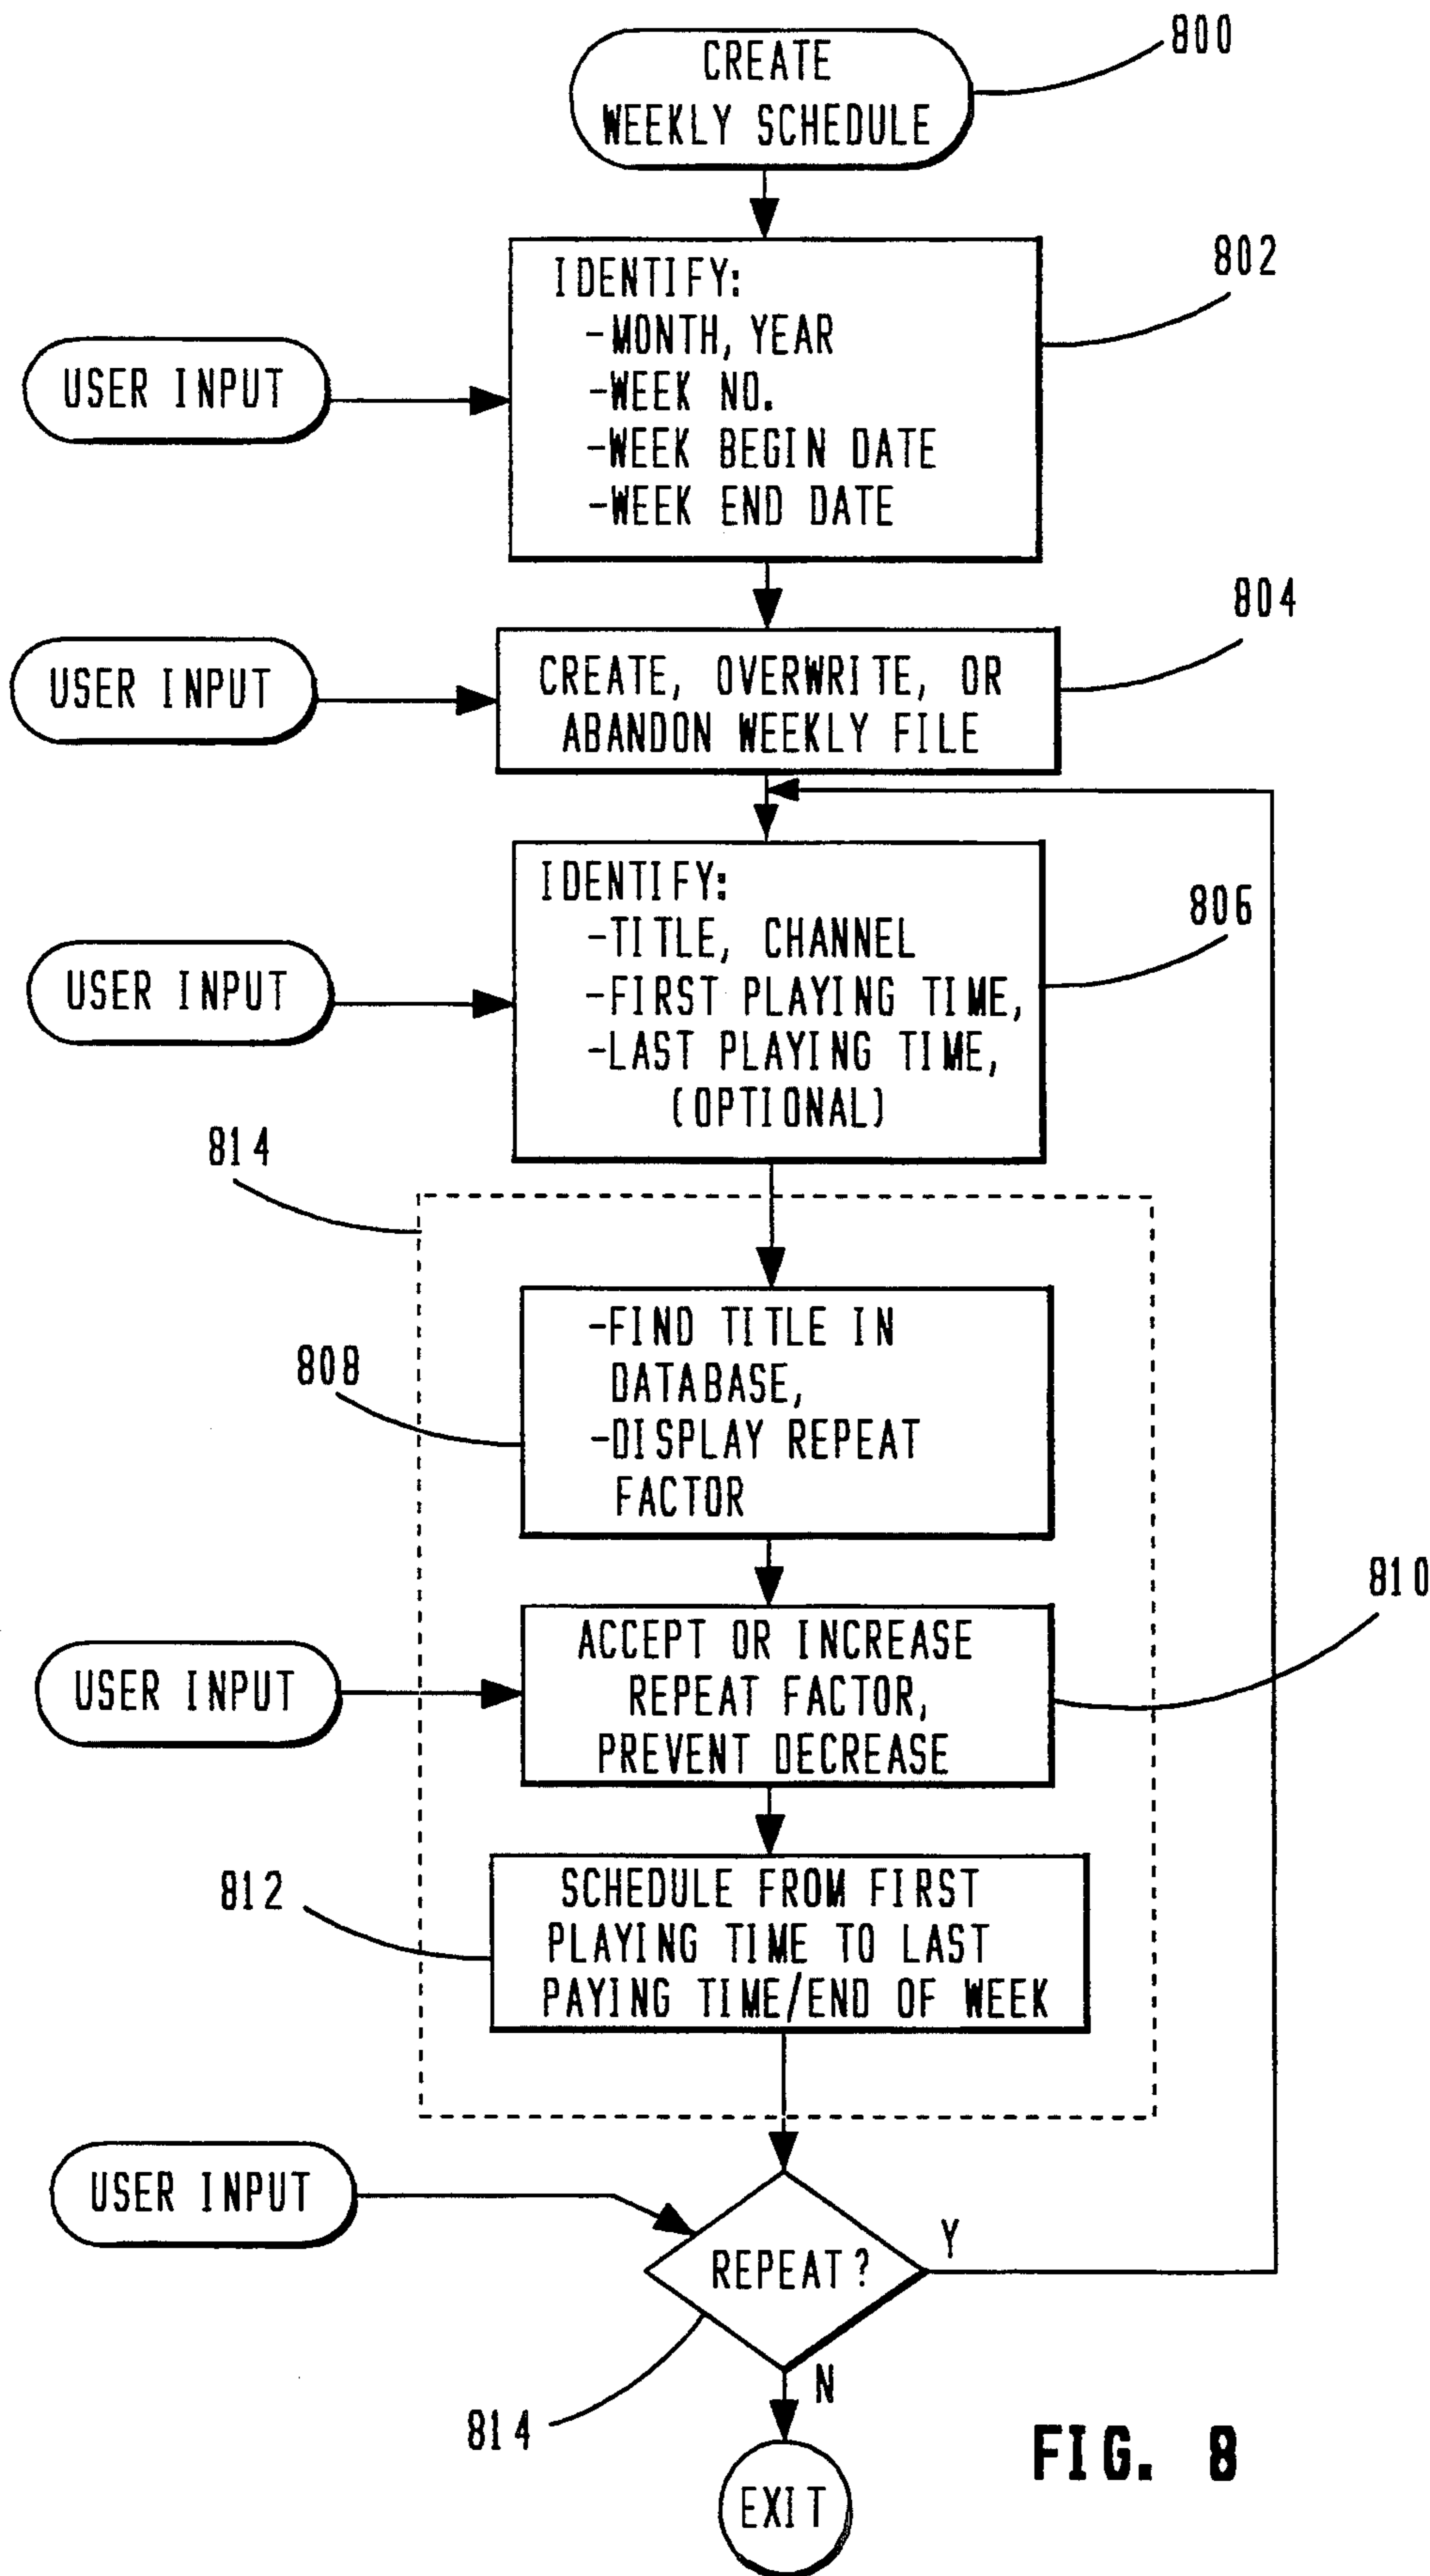 CREATE
WEEKLY SCHEDULE
800
IDENTIFY:
-MONTH, YEAR
-WEEK NO.
-WEEK BEGIN DATE
-WEEK END DATE
802
USER INPUT
804
CREATE, OVERWRITE, OR
ABANDON WEEKLY FILE
USER INPUT
IDENTIFY:
-TITLE, CHANNEL
-FIRST PLAYING TIME,
-LAST PLAYING TIME,
(OPTIONAL)
806
USER INPUT
814
-FIND TITLE IN
DATABASE,
-DISPLAY REPEAT
FACTOR
808
810
ACCEPT OR INCREASE
REPEAT FACTOR,
PREVENT DECREASE
USER INPUT
812
SCHEDULE FROM FIRST
PLAYING TIME TO LAST
PAYING TIME/END OF WEEK
USER INPUT
REPEAT?
Y
N
814
EXIT
FIG. 8